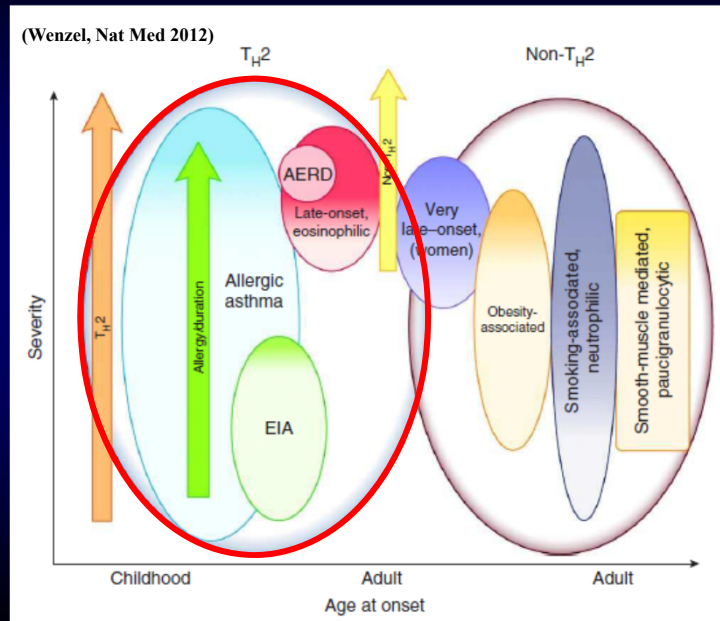 (Wenzel, Nat Med 2012)
TH2
Non-TH2
Severity
TH2
Allergy/duration
Allergic
asthma
EIA
AERD
Late-onset,
eosinophilic
Very
late–onset,
(women)
Obesity-
associated
Smoking-associated,
neutrophilic
Smooth-muscle mediated,
paucigranulocytic
Childhood
Adult
Adult
Age at onset